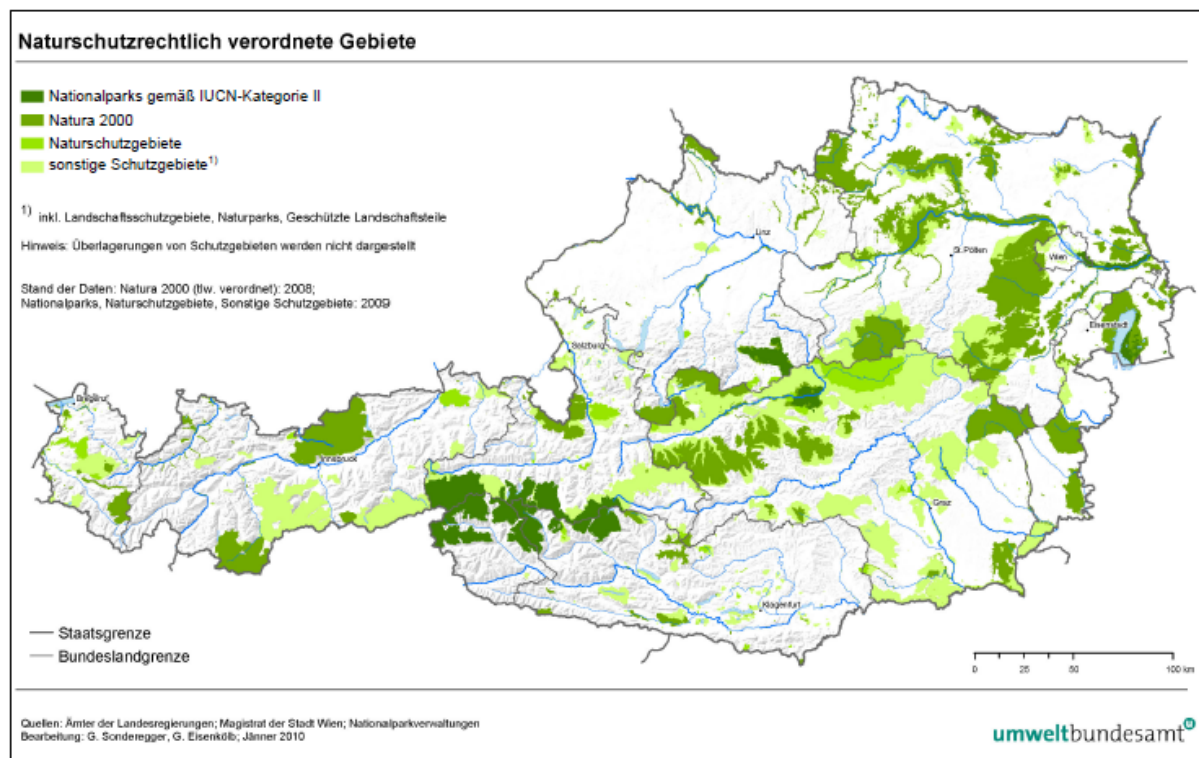 Naturschutzrechtlich verordnete Gebiete
Nationalparks gemäß IUCN-Kategorie II
Natura 2000
Naturschutzgebiete
sonstige Schutzgebiete1)
1) inkl. Landschaftsschutzgebiete, Naturparks, Geschützte Landschaftsteile
Hinweis: Überlagerungen von Schutzgebieten werden nicht dargestellt
Stand der Daten: Natura 2000 (tlw. verordnet): 2008;
Nationalparks, Naturschutzgebiete, Sonstige Schutzgebiete: 2009
Linz
St. Pölten
Wien
Eisenstadt
Salzburg
Bregenz
Innsbruck
Graz
Klagenfurt
Staatsgrenze
Bundeslandgrenze
0 25 50 100 km
Quellen: Ämter der Landesregierungen; Magistrat der Stadt Wien; Nationalparkverwaltungen
Bearbeitung: G. Sonderegger, G. Eisenkölb; Jänner 2010
umweltbundesamt